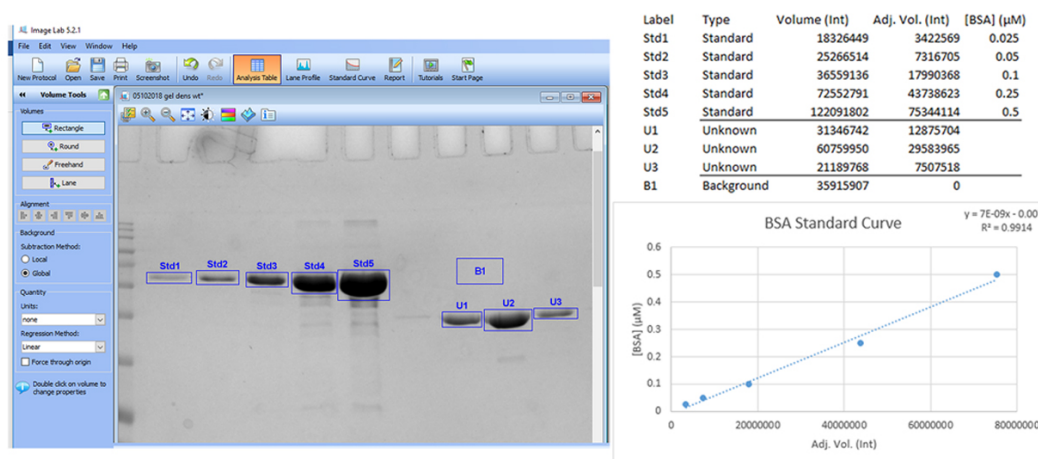 Image Lab 5.2.1
File Edit View Window Help
New Protocol Open Save Print Screenshot Undo Redo Analysis Table Lane Profile Standard Curve Report Tutorials Start Page
Volume Tools
05102018 gel dens wt*
Volumes
Rectangle
Round
Freehand
Lane
Alignment
Background
Subtraction Method:
Local
Global
Quantity
Units:
none
Regression Method:
Linear
Force through origin
Double click on volume to
change properties
Std1 Std2 Std3 Std4 Std5
B1
U1 U2 U3
Label Type Volume (Int) Adj. Vol. (Int) [BSA] (µM)
Std1 Standard 18326449 3422569 0.025
Std2 Standard 25266514 7316705 0.05
Std3 Standard 36559136 17990368 0.1
Std4 Standard 72552791 43738623 0.25
Std5 Standard 122091802 75344114 0.5
U1 Unknown 31346742 12875704
U2 Unknown 60759950 29583965
U3 Unknown 21189768 7507518
B1 Background 35915907 0
BSA Standard Curve
y = 7E-09x - 0.00
R² = 0.9914
[BSA] (µM)
0.6
0.5
0.4
0.3
0.2
0.1
0
0 20000000 40000000 60000000 80000000
Adj. Vol. (Int)